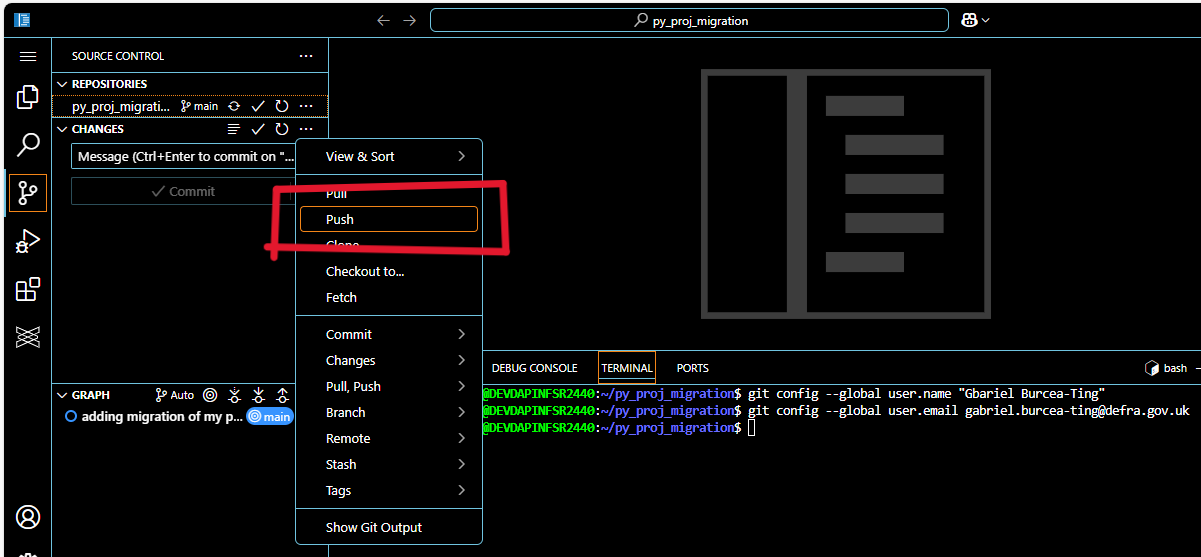 py_proj_migration
SOURCE CONTROL
REPOSITORIES
py_proj_migrati... main
CHANGES
Message (Ctrl+Enter to commit on "...
Commit
View & Sort
Pull
Push
Clone
Checkout to...
Fetch
Commit
Changes
Pull, Push
Branch
Remote
Stash
Tags
Show Git Output
GRAPH Auto
adding migration of my p... main
DEBUG CONSOLE TERMINAL PORTS bash
@DEVDAPINFSR2440:~/py_proj_migration$ git config --global user.name "Gbariel Burcea-Ting"
@DEVDAPINFSR2440:~/py_proj_migration$ git config --global user.email gabriel.burcea-ting@defra.gov.uk
@DEVDAPINFSR2440:~/py_proj_migration$